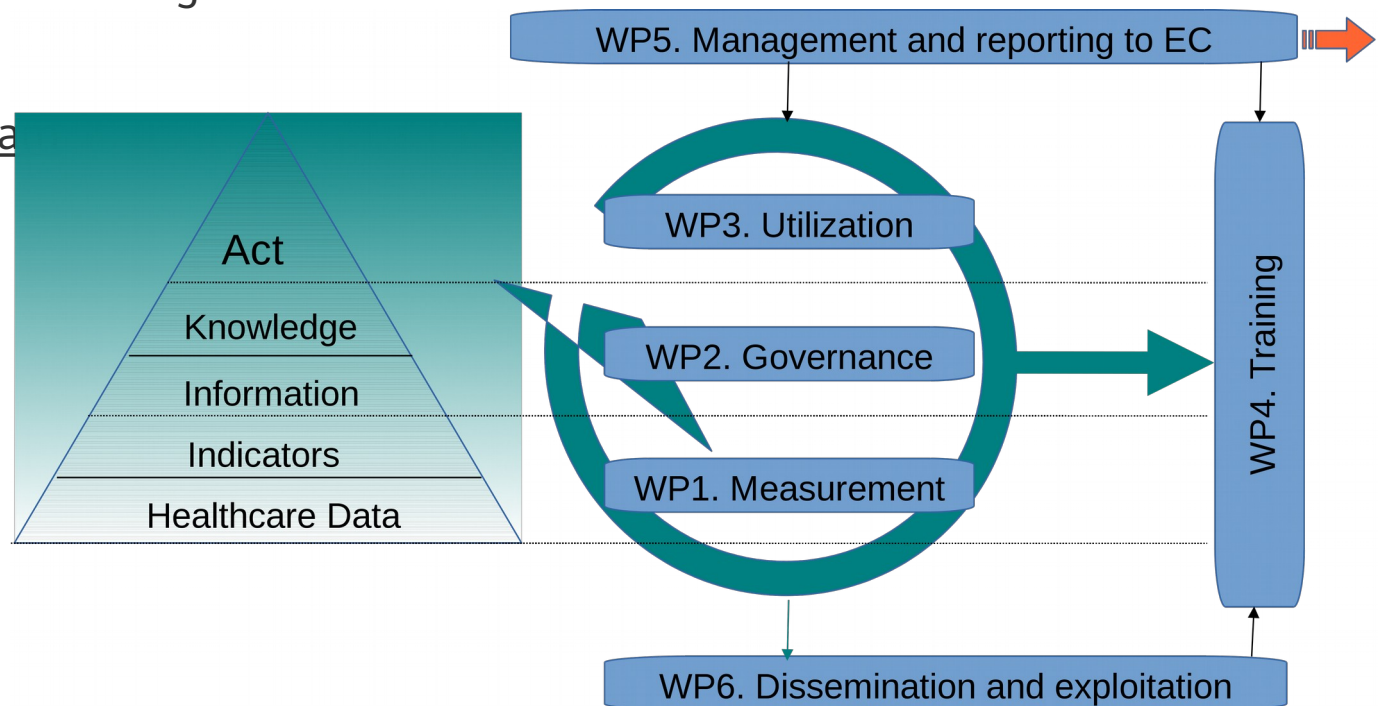 g
a
WP5. Management and reporting to EC
Act
Knowledge
Information
Indicators
Healthcare Data
WP3. Utilization
WP2. Governance
WP1. Measurement
WP4. Training
WP6. Dissemination and exploitation